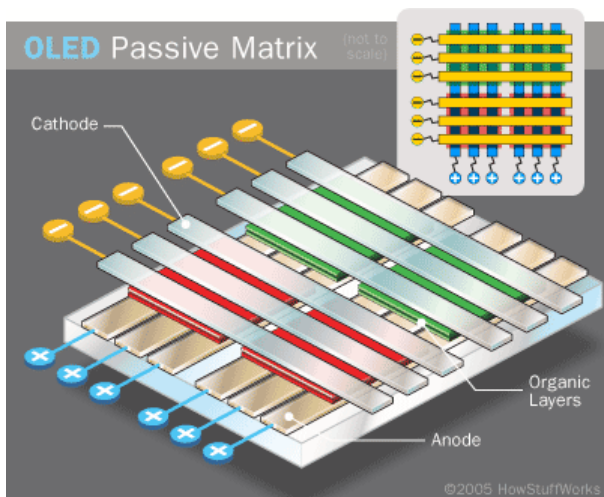 OLED Passive Matrix
(not to
scale)
Cathode
Organic
Layers
Anode
©2005 HowStuffWorks